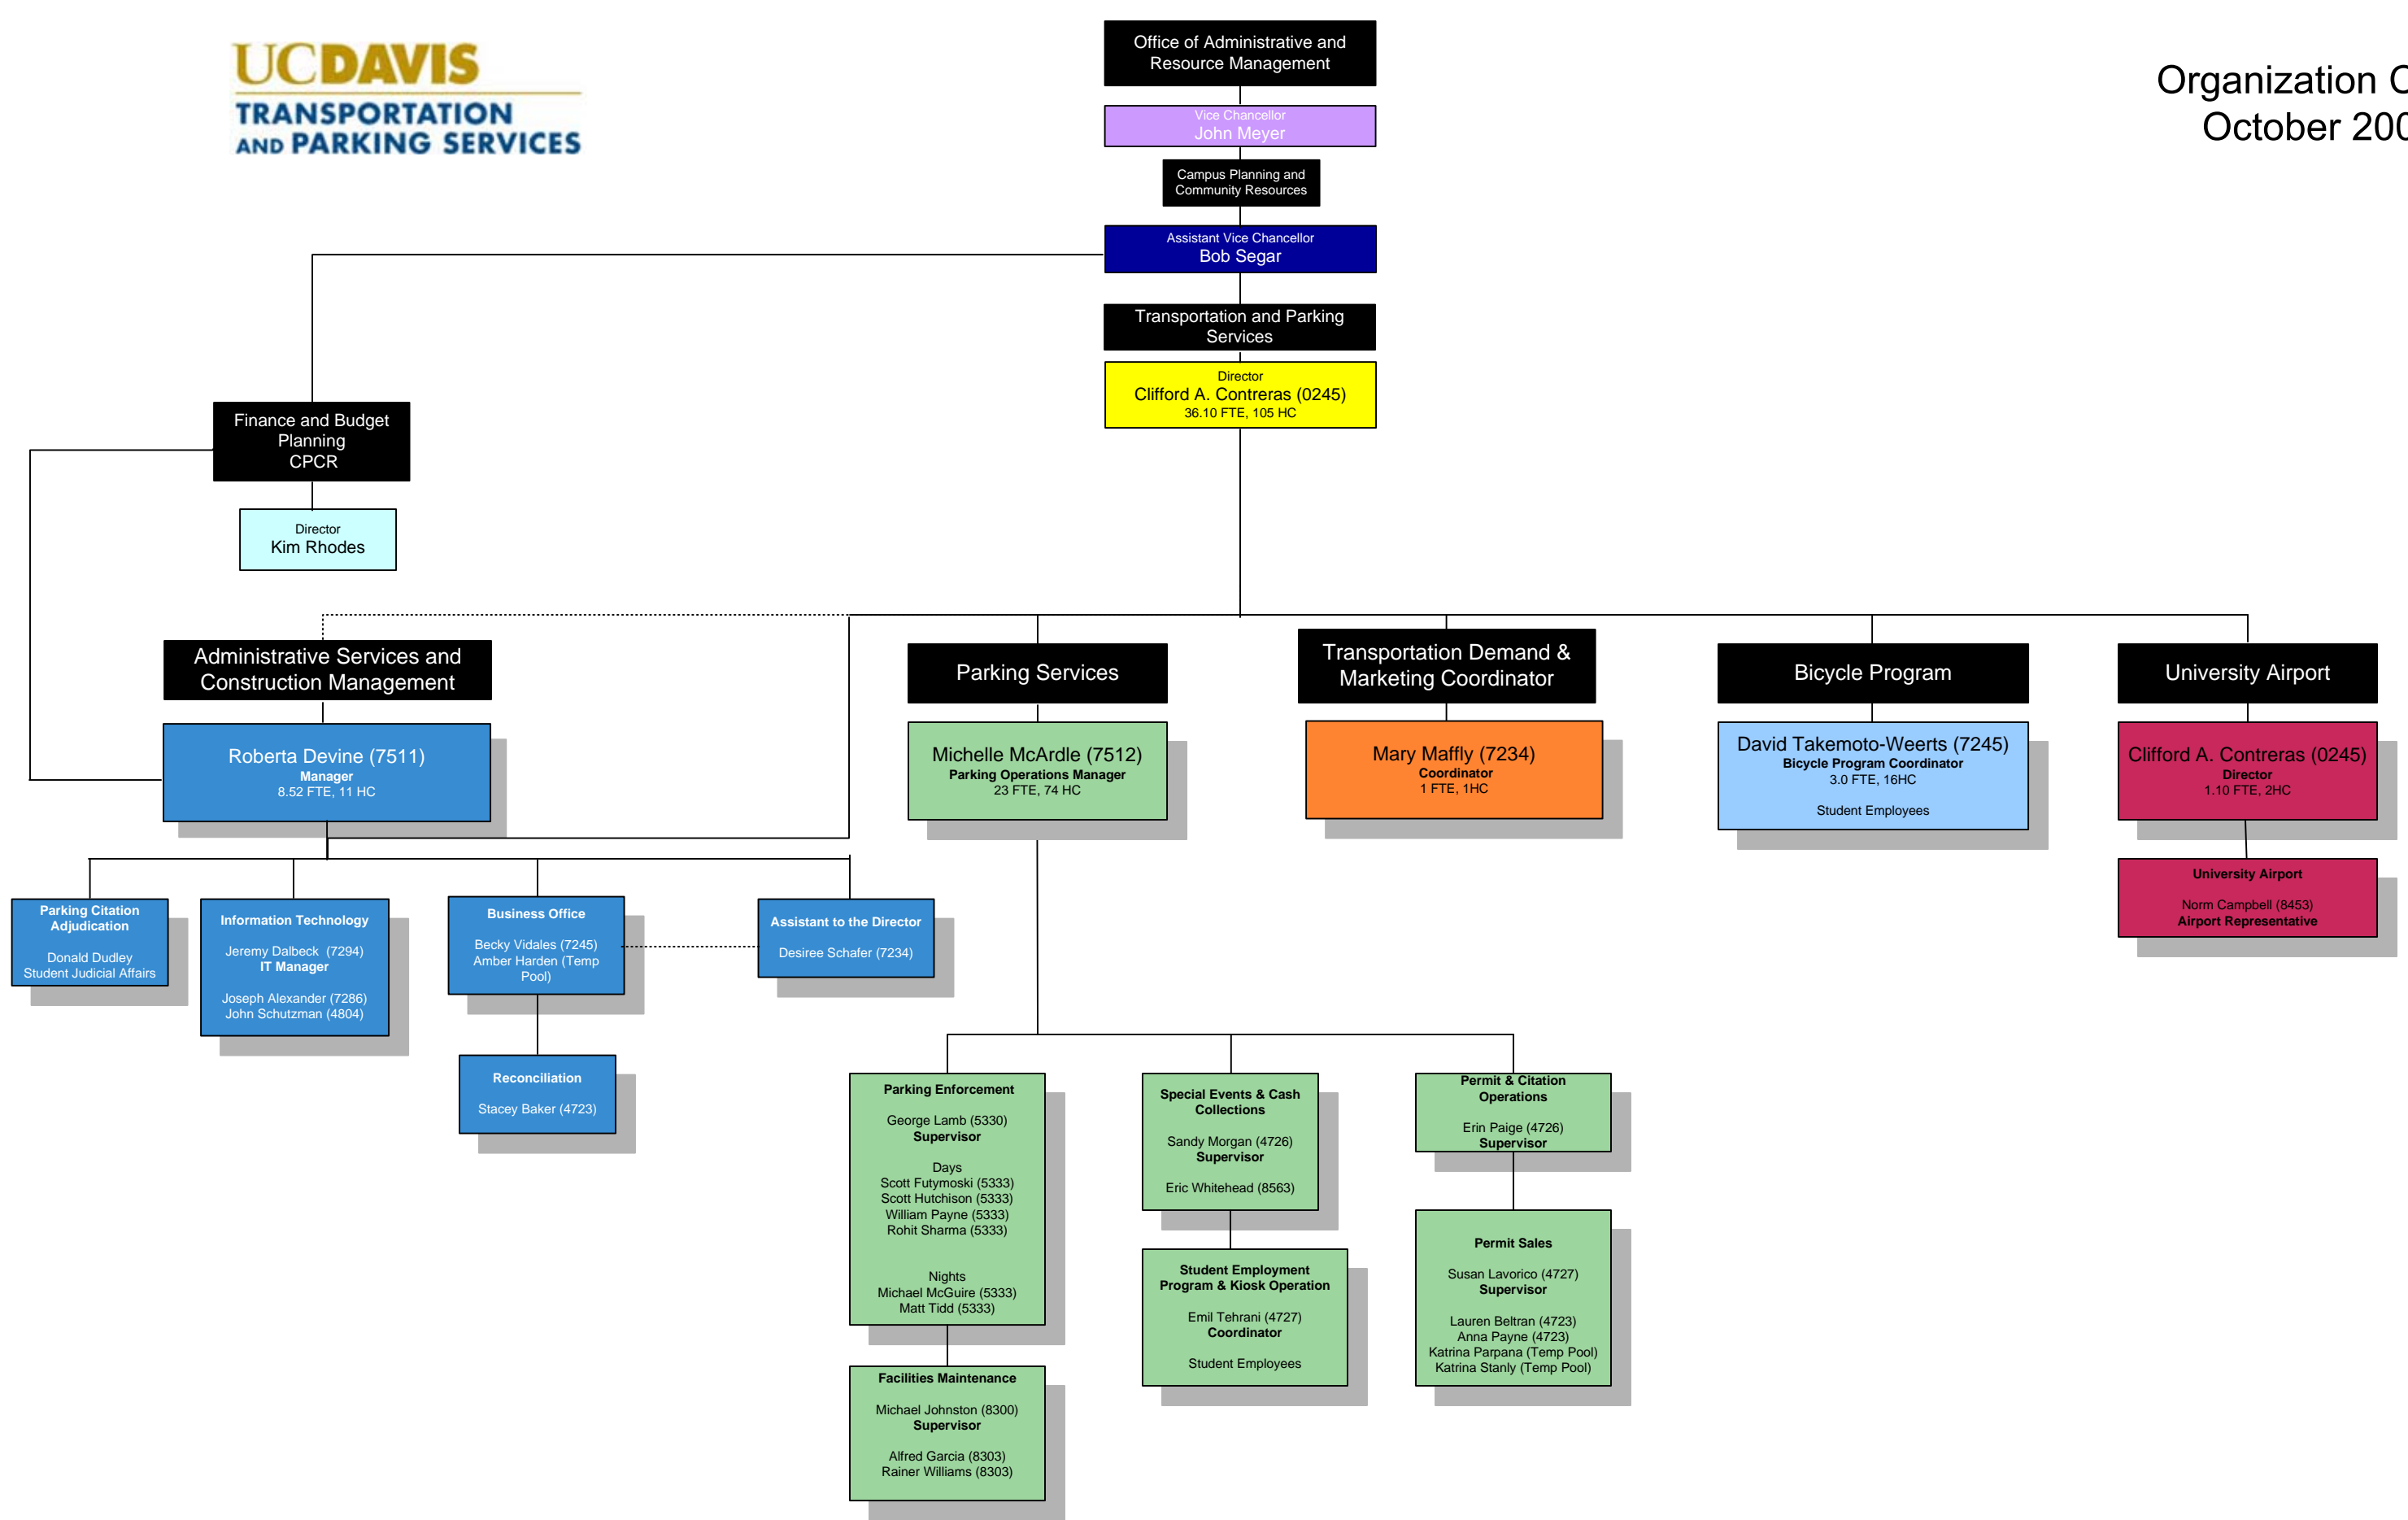 UCDAVIS
TRANSPORTATION
AND PARKING SERVICES
Office of Administrative and
Resource Management
Organization C
October 200
Vice Chancellor
John Meyer
Campus Planning and
Community Resources
Assistant Vice Chancellor
Bob Segar
Transportation and Parking
Services
Director
Clifford A. Contreras (0245)
36.10 FTE, 105 HC
Finance and Budget
Planning
CPCR
Director
Kim Rhodes
Administrative Services and
Construction Management
Roberta Devine (7511)
Manager
8.52 FTE, 11 HC
Parking Services
Michelle McArdle (7512)
Parking Operations Manager
23 FTE, 74 HC
Transportation Demand &
Marketing Coordinator
Mary Maffly (7234)
Coordinator
1 FTE, 1HC
Bicycle Program
David Takemoto-Weerts (7245)
Bicycle Program Coordinator
3.0 FTE, 16HC
Student Employees
University Airport
Clifford A. Contreras (0245)
Director
1.10 FTE, 2HC
University Airport
Norm Campbell (8453)
Airport Representative
Parking Citation
Adjudication
Donald Dudley
Student Judicial Affairs
Information Technology
Jeremy Dalbeck (7294)
IT Manager
Joseph Alexander (7286)
John Schutzman (4804)
Business Office
Becky Vidales (7245)
Amber Harden (Temp
Pool)
Assistant to the Director
Desiree Schafer (7234)
Reconciliation
Stacey Baker (4723)
Parking Enforcement
George Lamb (5330)
Supervisor
Days
Scott Futymoski (5333)
Scott Hutchison (5333)
William Payne (5333)
Rohit Sharma (5333)
Nights
Michael McGuire (5333)
Matt Tidd (5333)
Facilities Maintenance
Michael Johnston (8300)
Supervisor
Alfred Garcia (8303)
Rainer Williams (8303)
Special Events & Cash
Collections
Sandy Morgan (4726)
Supervisor
Eric Whitehead (8563)
Student Employment
Program & Kiosk Operation
Emil Tehrani (4727)
Coordinator
Student Employees
Permit & Citation
Operations
Erin Paige (4726)
Supervisor
Permit Sales
Susan Lavorico (4727)
Supervisor
Lauren Beltran (4723)
Anna Payne (4723)
Katrina Parpana (Temp Pool)
Katrina Stanly (Temp Pool)